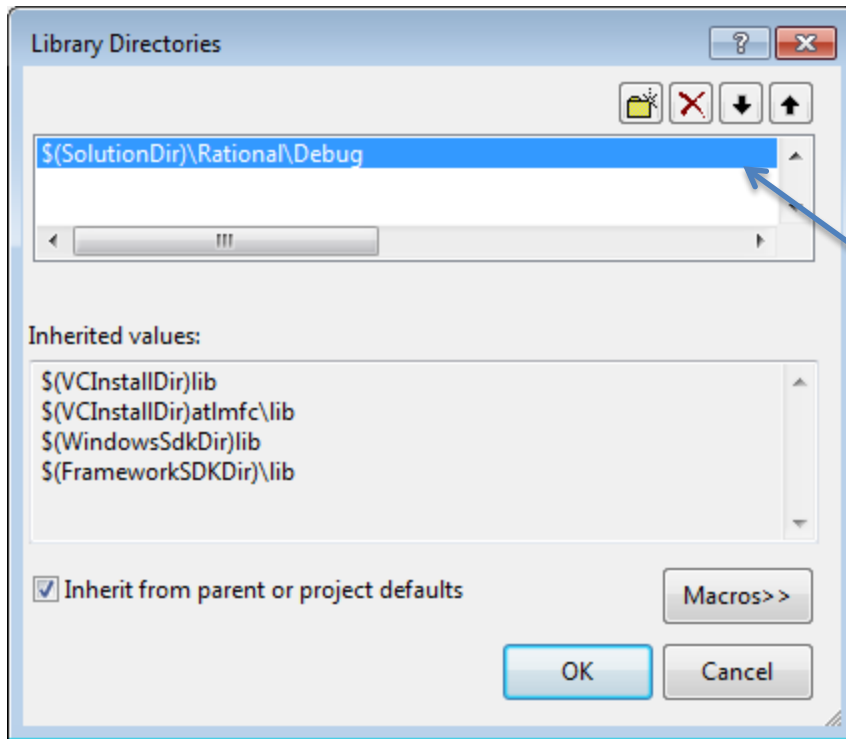 Library Directories
$(SolutionDir)\Rational\Debug
Inherited values:
$(VCInstallDir)lib
$(VCInstallDir)atlmfc\lib
$(WindowsSdkDir)lib
$(FrameworkSDKDir)\lib
Inherit from parent or project defaults
Macros>>
OK
Cancel